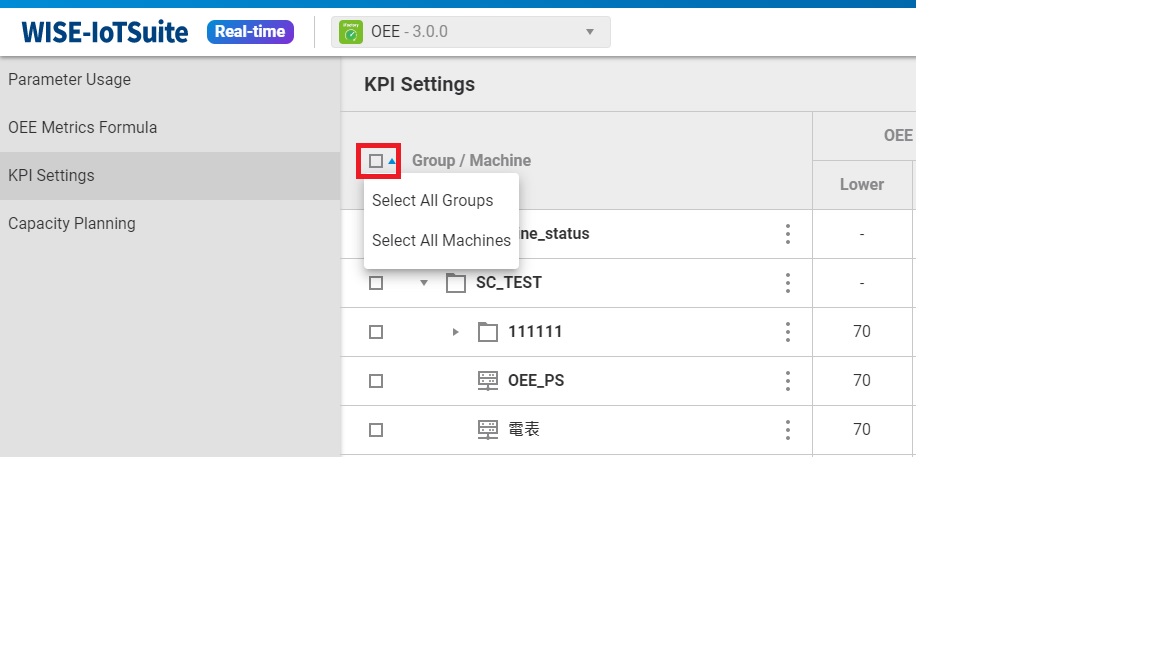 WISE-IoTSuite Real-time OEE - 3.0.0
Parameter Usage
OEE Metrics Formula
KPI Settings
Capacity Planning
KPI Settings
Group / Machine
OEE
Lower
Select All Groups
Select All Machines
ne_status -
SC_TEST -
111111 70
OEE_PS 70
電表 70